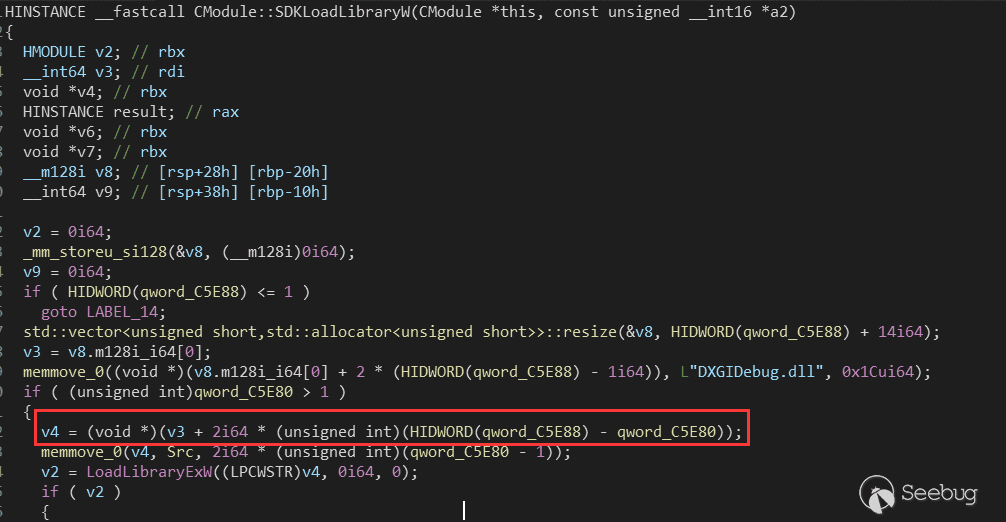 HINSTANCE __fastcall CModule::SDKLoadLibraryW(CModule *this, const unsigned __int16 *a2)
{
HMODULE v2; // rbx
__int64 v3; // rdi
void *v4; // rbx
HINSTANCE result; // rax
void *v6; // rbx
void *v7; // rbx
__m128i v8; // [rsp+28h] [rbp-20h]
__int64 v9; // [rsp+38h] [rbp-10h]
v2 = 0i64;
_mm_storeu_si128(&v8, (__m128i)0i64);
v9 = 0i64;
if ( HIDWORD(qword_C5E88) <= 1 )
goto LABEL_14;
std::vector<unsigned short,std::allocator<unsigned short>>::resize(&v8, HIDWORD(qword_C5E88) + 14i64);
v3 = v8.m128i_i64[0];
memmove_0((void *)(v8.m128i_i64[0] + 2 * (HIDWORD(qword_C5E88) - 1i64)), L"DXGIDebug.dll", 0x1Cui64);
if ( (unsigned int)qword_C5E80 > 1 )
{
v4 = (void *)(v3 + 2i64 * (unsigned int)(HIDWORD(qword_C5E88) - qword_C5E80));
memmove_0(v4, Src, 2i64 * (unsigned int)(qword_C5E80 - 1));
v2 = LoadLibraryExW((LPCWSTR)v4, 0i64, 0);
if ( v2 )
{
Seebug